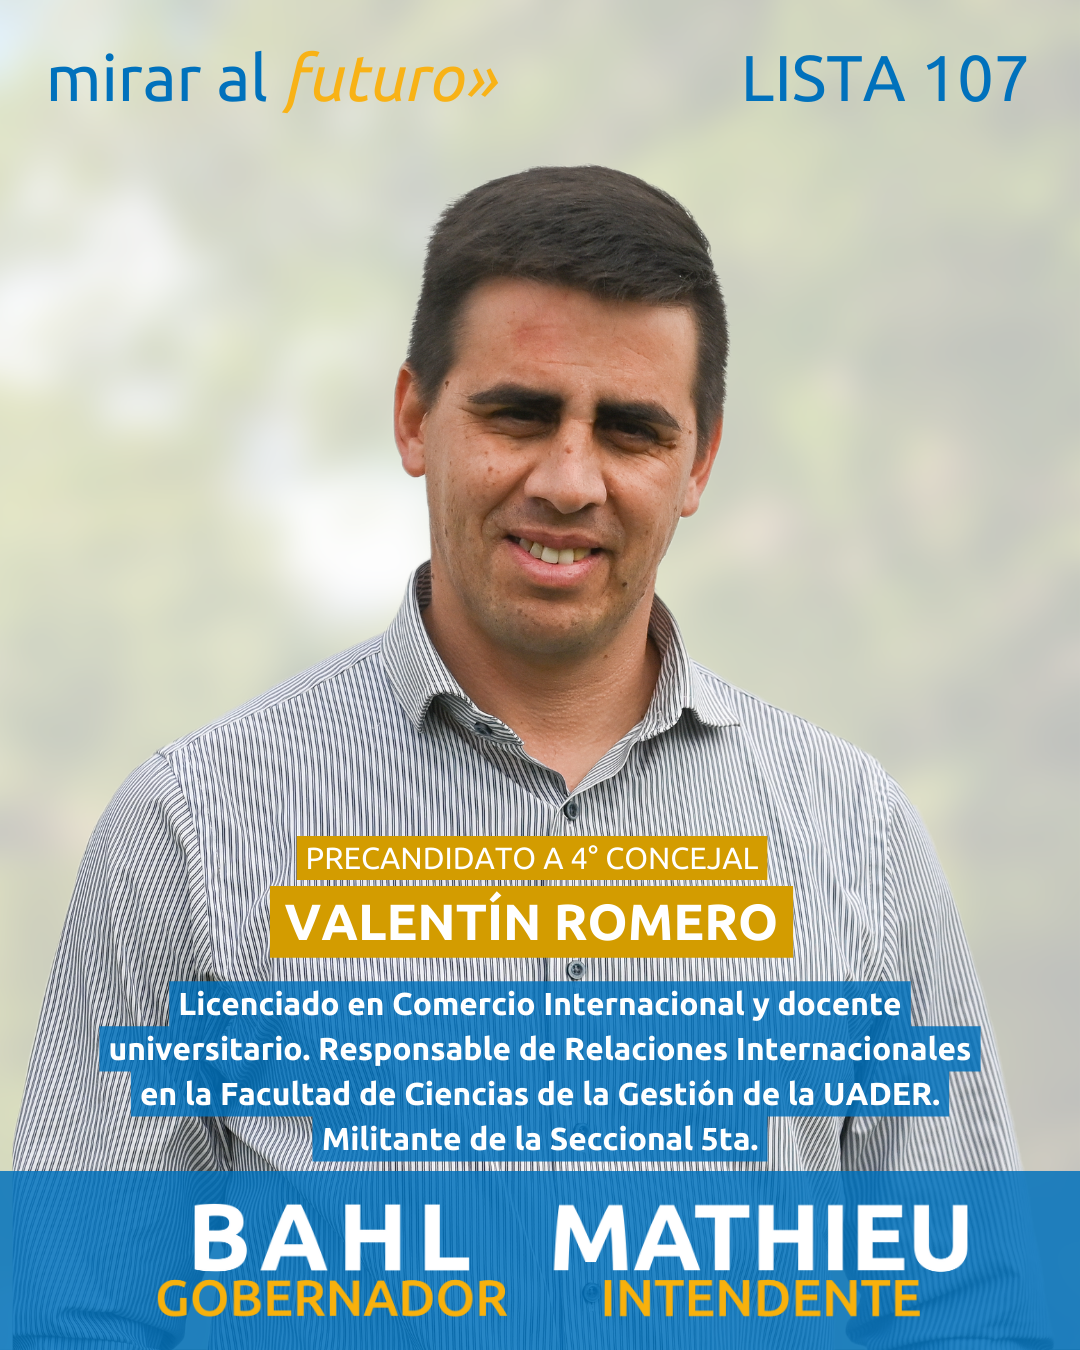 mirar al futuro»
LISTA 107
PRECANDIDATO A 4° CONCEJAL
VALENTÍN ROMERO
Licenciado en Comercio Internacional y docente
universitario. Responsable de Relaciones Internacionales
en la Facultad de Ciencias de la Gestión de la UADER.
Militante de la Seccional 5ta.
BAHL MATHIEU
GOBERNADOR INTENDENTE